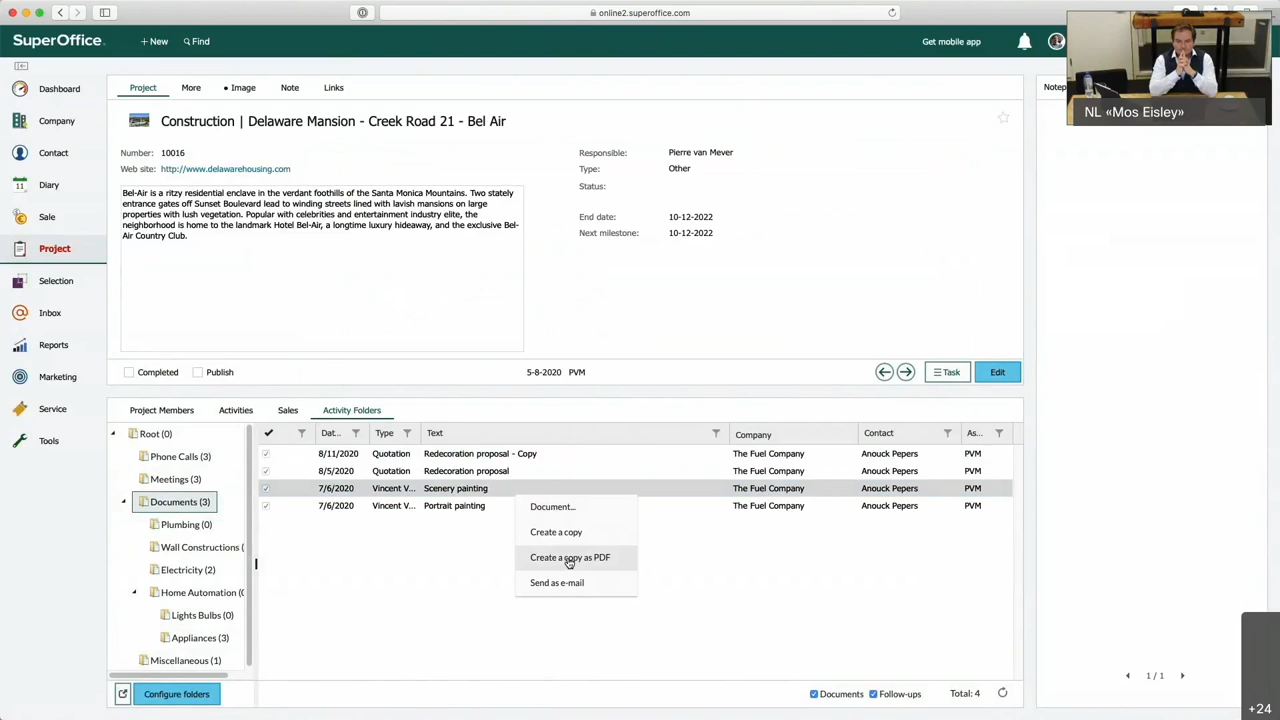 online2.superoffice.com
SuperOffice.
+ New
Find
Get mobile app
NL «Mos Eisley»
Dashboard
Company
Contact
11
Diary
Sale
Project
Selection
Inbox
Reports
Marketing
Service
Tools
Project
More
• Image
Note
Links
Construction | Delaware Mansion - Creek Road 21 - Bel Air
Number: 10016
Web site: http://www.delawarehousing.com
Bel-Air is a ritzy residential enclave in the verdant foothills of the Santa Monica Mountains. Two stately
entrance gates off Sunset Boulevard lead to winding streets lined with lavish mansions on large
properties with lush vegetation. Popular with celebrities and entertainment industry elite, the
neighborhood is home to the landmark Hotel Bel-Air, a longtime luxury hideaway, and the exclusive Bel-
Air Country Club.
Responsible: Pierre van Mever
Type: Other
Status:
End date: 10-12-2022
Next milestone: 10-12-2022
Completed
Publish
5-8-2020 PVM
Task
Edit
Project Members
Activities
Sales
Activity Folders
Root (0)
Phone Calls (3)
Meetings (3)
Documents (3)
Plumbing (0)
Wall Constructions (
Electricity (2)
Home Automation (0
Lights Bulbs (0)
Appliances (3)
Miscellaneous (1)
Configure folders
Dat... Type Text Company Contact As...
8/11/2020 Quotation Redecoration proposal - Copy The Fuel Company Anouck Pepers PVM
8/5/2020 Quotation Redecoration proposal The Fuel Company Anouck Pepers PVM
7/6/2020 Vincent V... Scenery painting The Fuel Company Anouck Pepers PVM
7/6/2020 Vincent V... Portrait painting The Fuel Company Anouck Pepers PVM
Document...
Create a copy
Create a copy as PDF
Send as e-mail
Documents
Follow-ups
Total: 4
1 / 1
+24